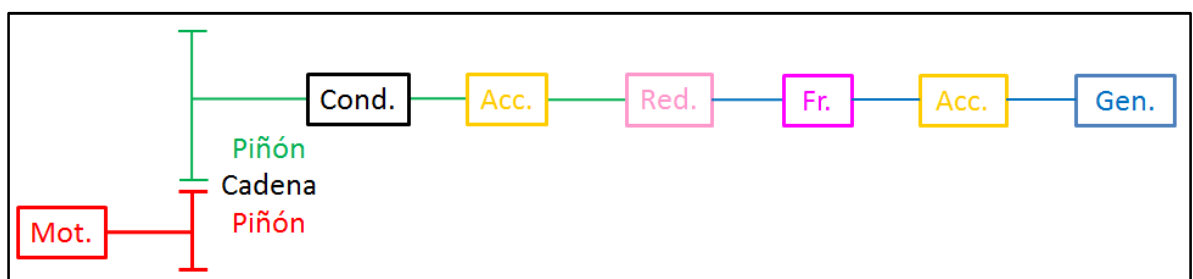 Cond. Acc. Red. Fr. Acc. Gen.
Piñón
Cadena
Piñón
Mot.